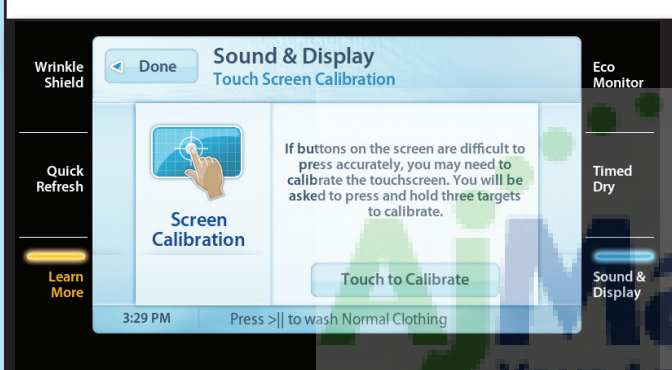 Wrinkle
Shield
Quick
Refresh
Learn
More
Done
Sound & Display
Touch Screen Calibration
Screen
Calibration
If buttons on the screen are difficult to
press accurately, you may need to
calibrate the touchscreen. You will be
asked to press and hold three targets
to calibrate.
Touch to Calibrate
3:29 PM
Press >|| to wash Normal Clothing
Eco
Monitor
Timed
Dry
Sound &
Display